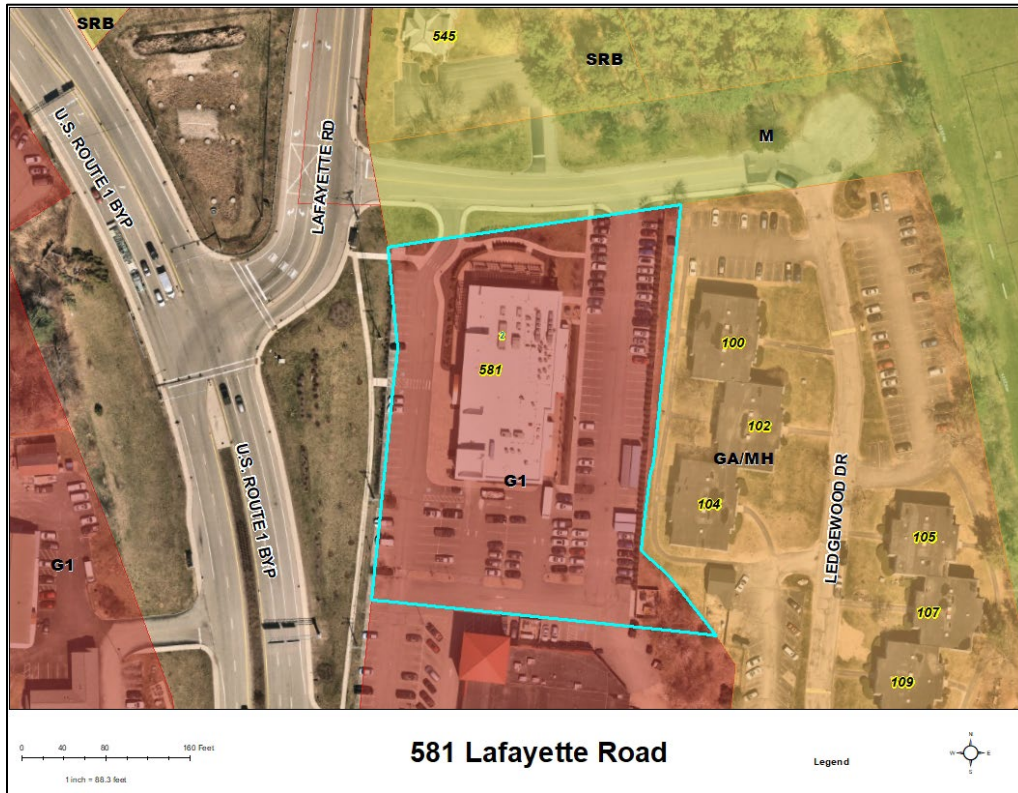 SRB
545
SRB
U.S. ROUTE 1 BYP
LAFAYETTE RD
M
2
581
100
102
GA/MH
104
G1
U.S. ROUTE 1 BYP
LEDGEWOOD DR
105
107
109
G1
0 40 80 160 Feet
1 inch = 88.3 feet
581 Lafayette Road
Legend
N
W E
S